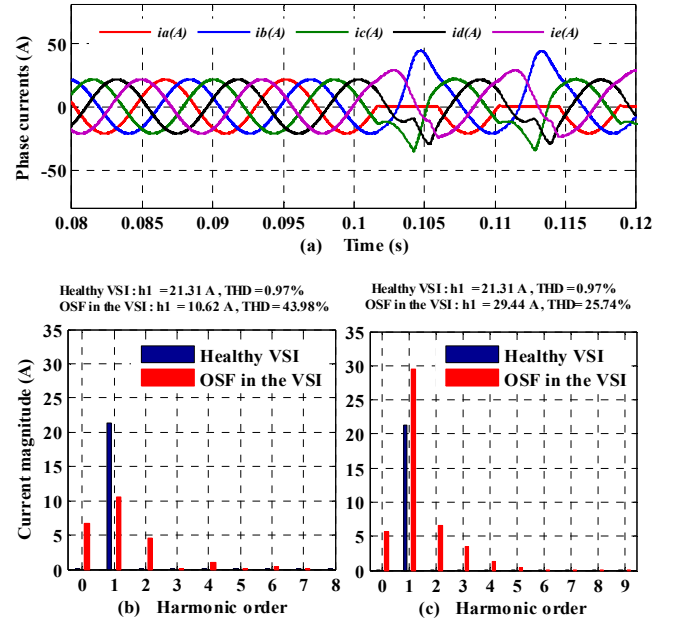 ia(A) ib(A) ic(A) id(A) ie(A)
Phase currents (A)
50
0
-50
0.08 0.085 0.09 0.095 0.1 0.105 0.11 0.115 0.12
(a) Time (s)
Healthy VSI : h1 = 21.31 A , THD = 0.97%
OSF in the VSI : h1 = 10.62 A , THD = 43.98%
Healthy VSI : h1 = 21.31 A , THD = 0.97%
OSF in the VSI : h1 = 29.44 A , THD= 25.74%
Current magnitude (A)
35
30
25
20
15
10
5
0
Healthy VSI
OSF in the VSI
0 1 2 3 4 5 6 7 8
(b) Harmonic order
35
30
25
20
15
10
5
0
Healthy VSI
OSF in the VSI
0 1 2 3 4 5 6 7 8 9
(c) Harmonic order